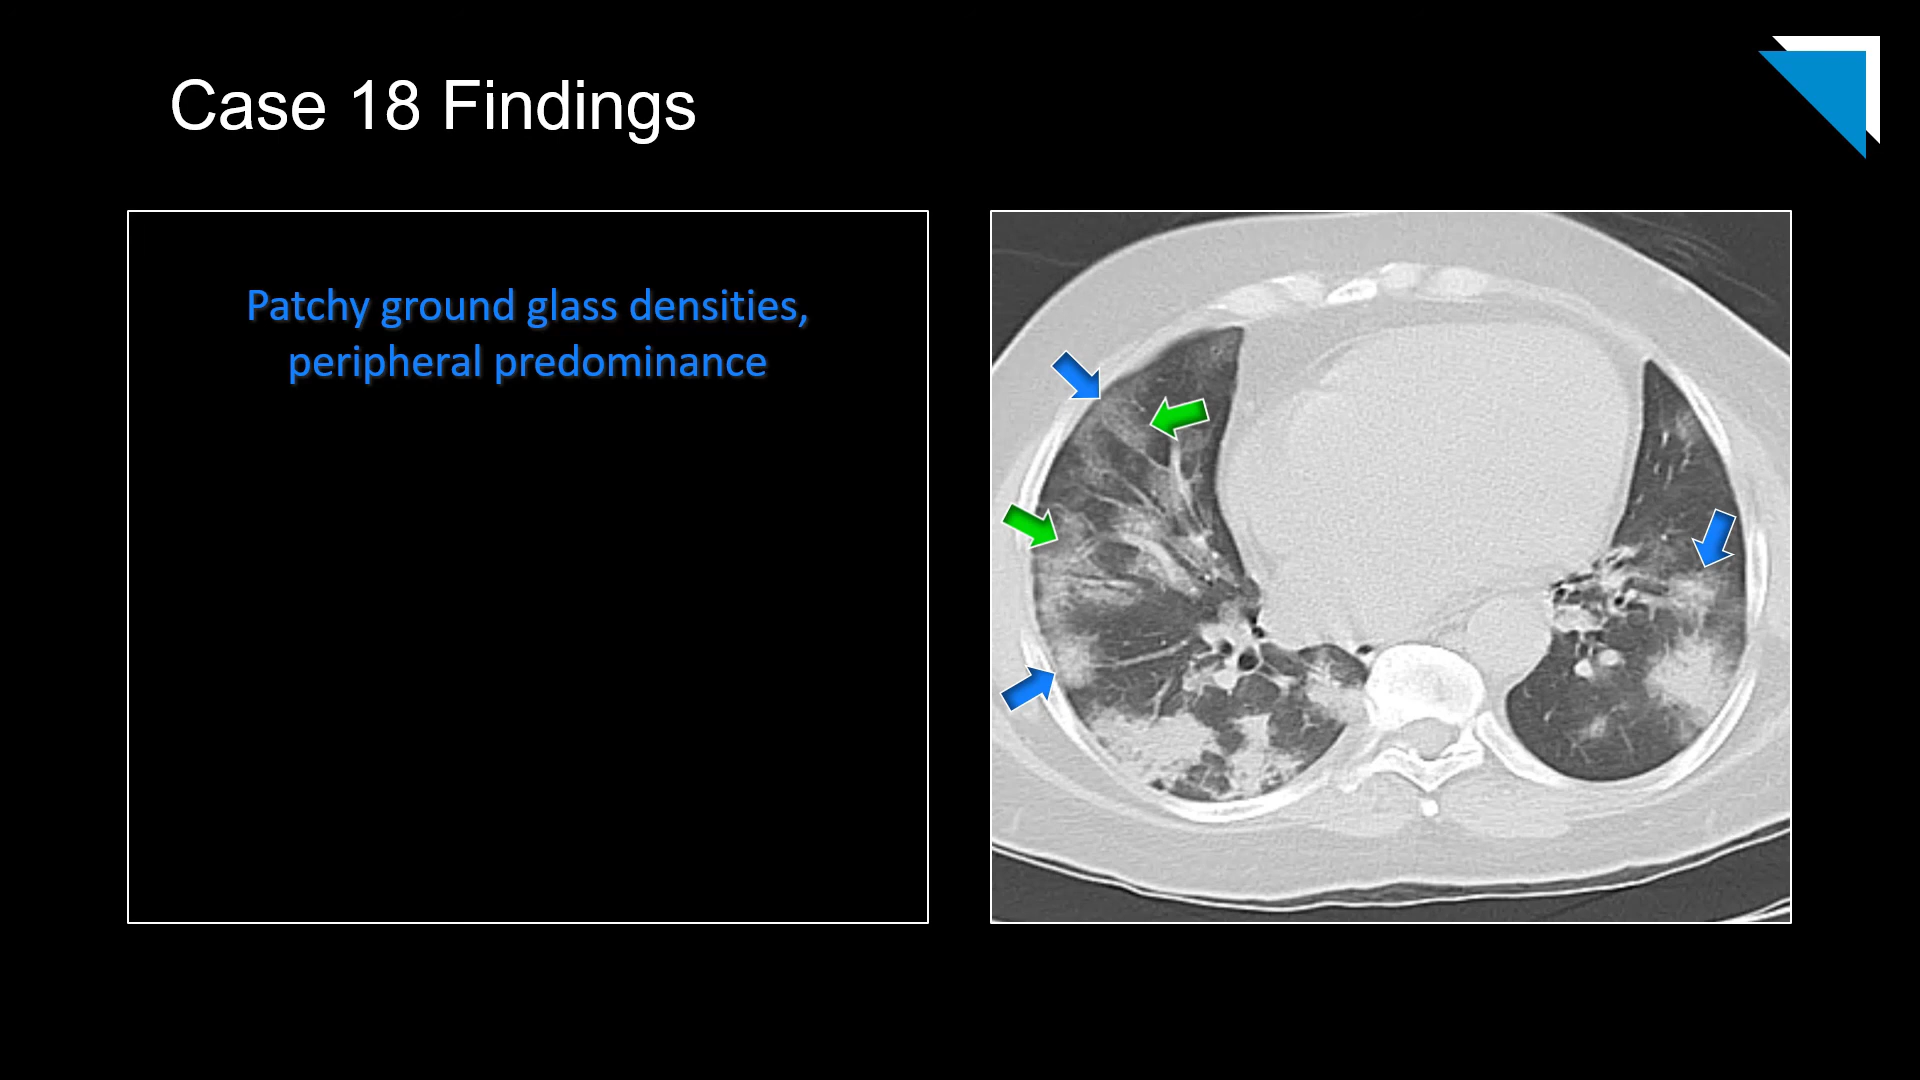 Case 18 Findings
Patchy ground glass densities,
peripheral predominance